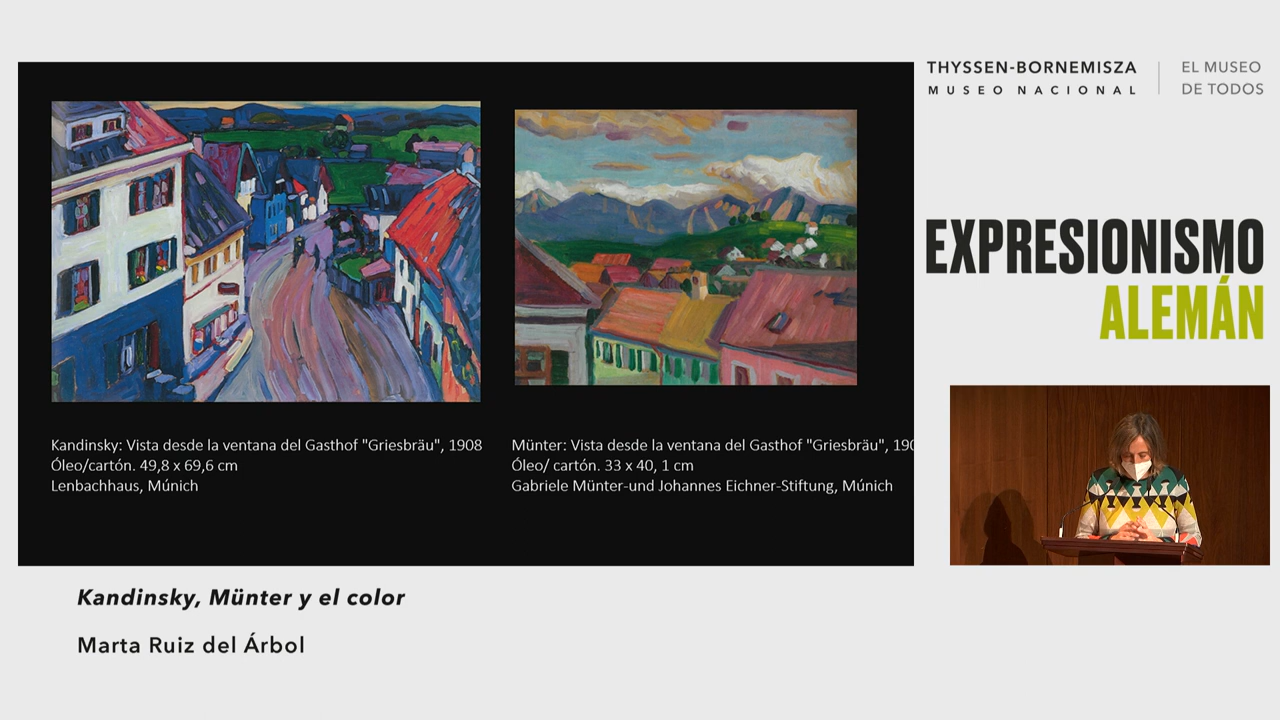 THYSSEN-BORNEMISZA
MUSEO NACIONAL
EL MUSEO
DE TODOS
EXPRESIONISMO
ALEMÁN
Kandinsky: Vista desde la ventana del Gasthof "Griesbräu", 1908
Óleo/cartón. 49,8 x 69,6 cm
Lenbachhaus, Múnich
Münter: Vista desde la ventana del Gasthof "Griesbräu",
Óleo/ cartón. 33 x 40, 1 cm
Gabriele Münter-und Johannes Eichner-Stiftung, Múnich
Kandinsky, Münter y el color
Marta Ruiz del Árbol